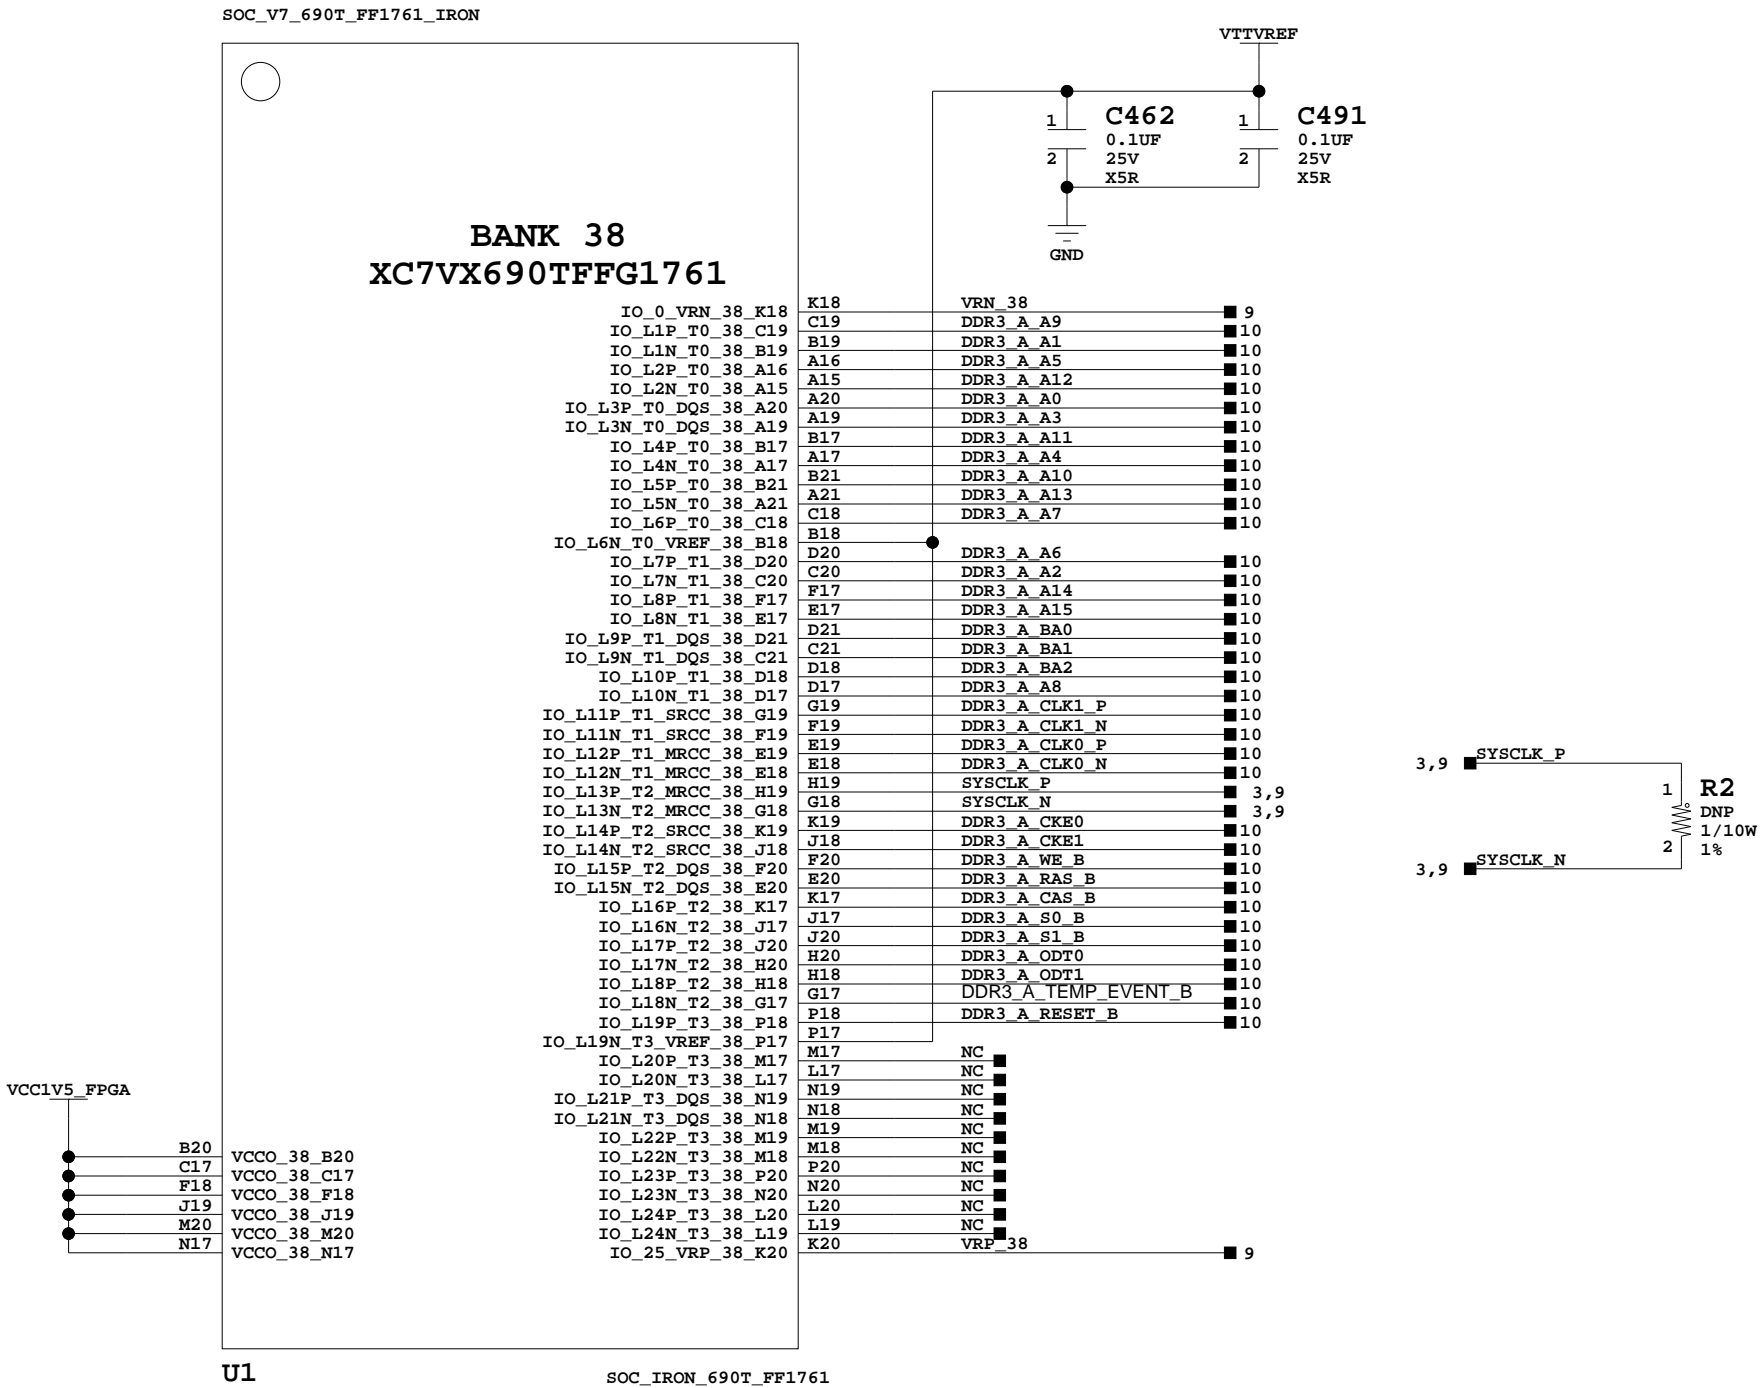 SOC_V7_690T_FF1761_IRON
VTTVREF
1 C462
0.1UF
2 25V
X5R
1 C491
0.1UF
2 25V
X5R
GND
BANK 38
XC7VX690TFFG1761
IO_0_VRN_38_K18 K18 VRN_38 9
IO_L1P_T0_38_C19 C19 DDR3_A_A9 10
IO_L1N_T0_38_B19 B19 DDR3_A_A1 10
IO_L2P_T0_38_A16 A16 DDR3_A_A5 10
IO_L2N_T0_38_A15 A15 DDR3_A_A12 10
IO_L3P_T0_DQS_38_A20 A20 DDR3_A_A0 10
IO_L3N_T0_DQS_38_A19 A19 DDR3_A_A3 10
IO_L4P_T0_38_B17 B17 DDR3_A_A11 10
IO_L4N_T0_38_A17 A17 DDR3_A_A4 10
IO_L5P_T0_38_B21 B21 DDR3_A_A10 10
IO_L5N_T0_38_A21 A21 DDR3_A_A13 10
IO_L6P_T0_38_C18 C18 DDR3_A_A7 10
IO_L6N_T0_VREF_38_B18 B18
IO_L7P_T1_38_D20 D20 DDR3_A_A6 10
IO_L7N_T1_38_C20 C20 DDR3_A_A2 10
IO_L8P_T1_38_F17 F17 DDR3_A_A14 10
IO_L8N_T1_38_E17 E17 DDR3_A_A15 10
IO_L9P_T1_DQS_38_D21 D21 DDR3_A_BA0 10
IO_L9N_T1_DQS_38_C21 C21 DDR3_A_BA1 10
IO_L10P_T1_38_D18 D18 DDR3_A_BA2 10
IO_L10N_T1_38_D17 D17 DDR3_A_A8 10
IO_L11P_T1_SRCC_38_G19 G19 DDR3_A_CLK1_P 10
IO_L11N_T1_SRCC_38_F19 F19 DDR3_A_CLK1_N 10
IO_L12P_T1_MRCC_38_E19 E19 DDR3_A_CLK0_P 10
IO_L12N_T1_MRCC_38_E18 E18 DDR3_A_CLK0_N 10
IO_L13P_T2_MRCC_38_H19 H19 SYSCLK_P 3,9
IO_L13N_T2_MRCC_38_G18 G18 SYSCLK_N 3,9
IO_L14P_T2_SRCC_38_K19 K19 DDR3_A_CKE0 10
IO_L14N_T2_SRCC_38_J18 J18 DDR3_A_CKE1 10
IO_L15P_T2_DQS_38_F20 F20 DDR3_A_WE_B 10
IO_L15N_T2_DQS_38_E20 E20 DDR3_A_RAS_B 10
IO_L16P_T2_38_K17 K17 DDR3_A_CAS_B 10
IO_L16N_T2_38_J17 J17 DDR3_A_S0_B 10
IO_L17P_T2_38_J20 J20 DDR3_A_S1_B 10
IO_L17N_T2_38_H20 H20 DDR3_A_ODT0 10
IO_L18P_T2_38_H18 H18 DDR3_A_ODT1 10
IO_L18N_T2_38_G17 G17 DDR3_A_TEMP_EVENT_B 10
IO_L19P_T3_38_P18 P18 DDR3_A_RESET_B 10
IO_L19N_T3_VREF_38_P17 P17
IO_L20P_T3_38_M17 M17 NC
IO_L20N_T3_38_L17 L17 NC
IO_L21P_T3_DQS_38_N19 N19 NC
IO_L21N_T3_DQS_38_N18 N18 NC
IO_L22P_T3_38_M19 M19 NC
IO_L22N_T3_38_M18 M18 NC
IO_L23P_T3_38_P20 P20 NC
IO_L23N_T3_38_N20 N20 NC
IO_L24P_T3_38_L20 L20 NC
IO_L24N_T3_38_L19 L19 NC
IO_25_VRP_38_K20 K20 VRP_38 9
3,9 SYSCLK_P
1 R2
DNP
1/10W
2 1%
3,9 SYSCLK_N
VCC1V5_FPGA
B20 VCCO_38_B20
C17 VCCO_38_C17
F18 VCCO_38_F18
J19 VCCO_38_J19
M20 VCCO_38_M20
N17 VCCO_38_N17
U1
SOC_IRON_690T_FF1761